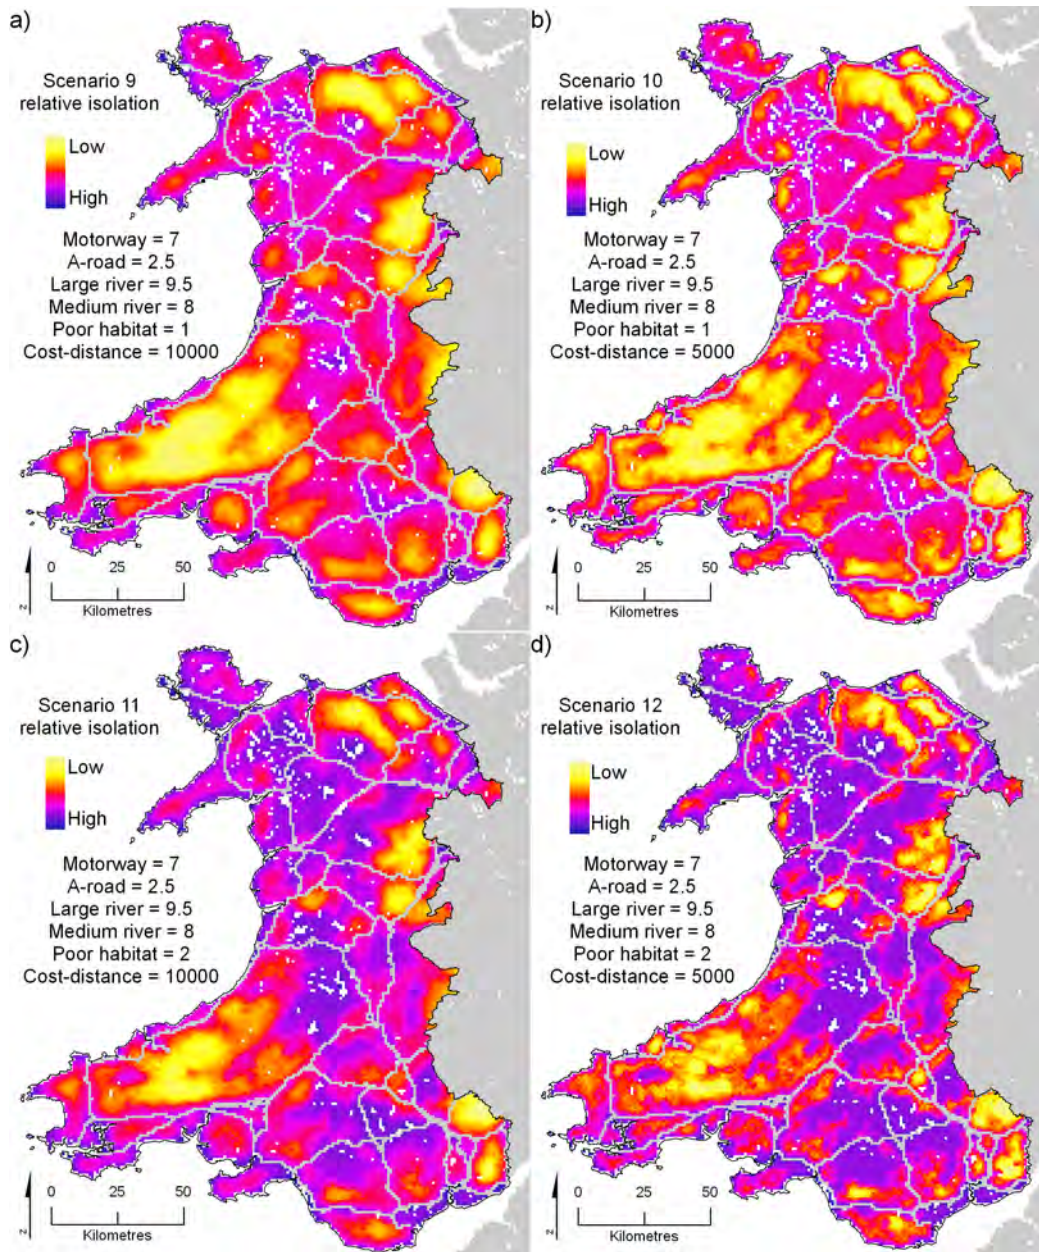 a)
Scenario 9
relative isolation
Low
High
Motorway = 7
A-road = 2.5
Large river = 9.5
Medium river = 8
Poor habitat = 1
Cost-distance = 10000
0 25 50
Kilometres
z
b)
Scenario 10
relative isolation
Low
High
Motorway = 7
A-road = 2.5
Large river = 9.5
Medium river = 8
Poor habitat = 1
Cost-distance = 5000
0 25 50
Kilometres
z
c)
Scenario 11
relative isolation
Low
High
Motorway = 7
A-road = 2.5
Large river = 9.5
Medium river = 8
Poor habitat = 2
Cost-distance = 10000
0 25 50
Kilometres
z
d)
Scenario 12
relative isolation
Low
High
Motorway = 7
A-road = 2.5
Large river = 9.5
Medium river = 8
Poor habitat = 2
Cost-distance = 5000
0 25 50
Kilometres
z